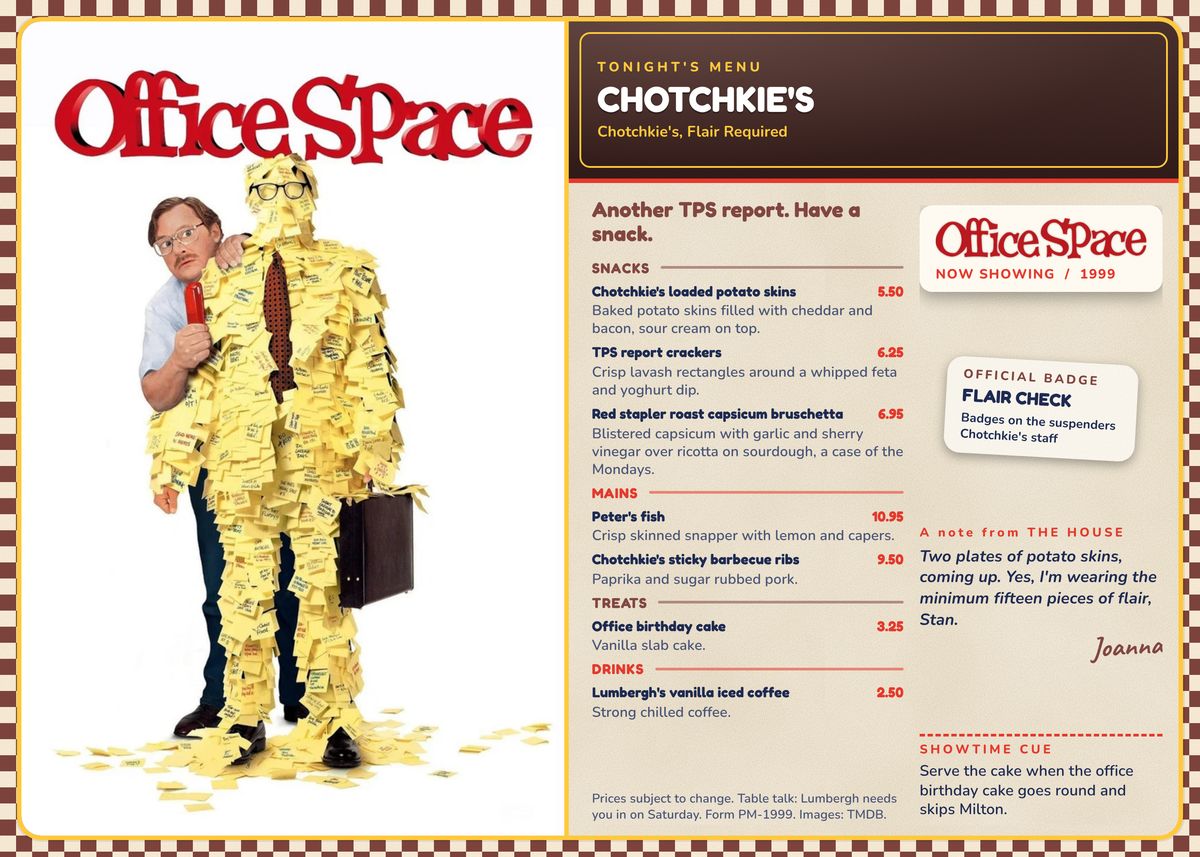 Office Space
TONIGHT'S MENU
CHOTCHKIE'S
Chotchkie's, Flair Required
Another TPS report. Have a
snack.
SNACKS
Chotchkie's loaded potato skins 5.50
Baked potato skins filled with cheddar and
bacon, sour cream on top.
TPS report crackers 6.25
Crisp lavash rectangles around a whipped feta
and yoghurt dip.
Red stapler roast capsicum bruschetta 6.95
Blistered capsicum with garlic and sherry
vinegar over ricotta on sourdough, a case of the
Mondays.
MAINS
Peter's fish 10.95
Crisp skinned snapper with lemon and capers.
Chotchkie's sticky barbecue ribs 9.50
Paprika and sugar rubbed pork.
TREATS
Office birthday cake 3.25
Vanilla slab cake.
DRINKS
Lumbergh's vanilla iced coffee 2.50
Strong chilled coffee.
Prices subject to change. Table talk: Lumbergh needs
you in on Saturday. Form PM-1999. Images: TMDB.
Office Space
NOW SHOWING / 1999
OFFICIAL BADGE
FLAIR CHECK
Badges on the suspenders
Chotchkie's staff
A note from THE HOUSE
Two plates of potato skins,
coming up. Yes, I'm wearing the
minimum fifteen pieces of flair,
Stan.
Joanna
SHOWTIME CUE
Serve the cake when the office
birthday cake goes round and
skips Milton.